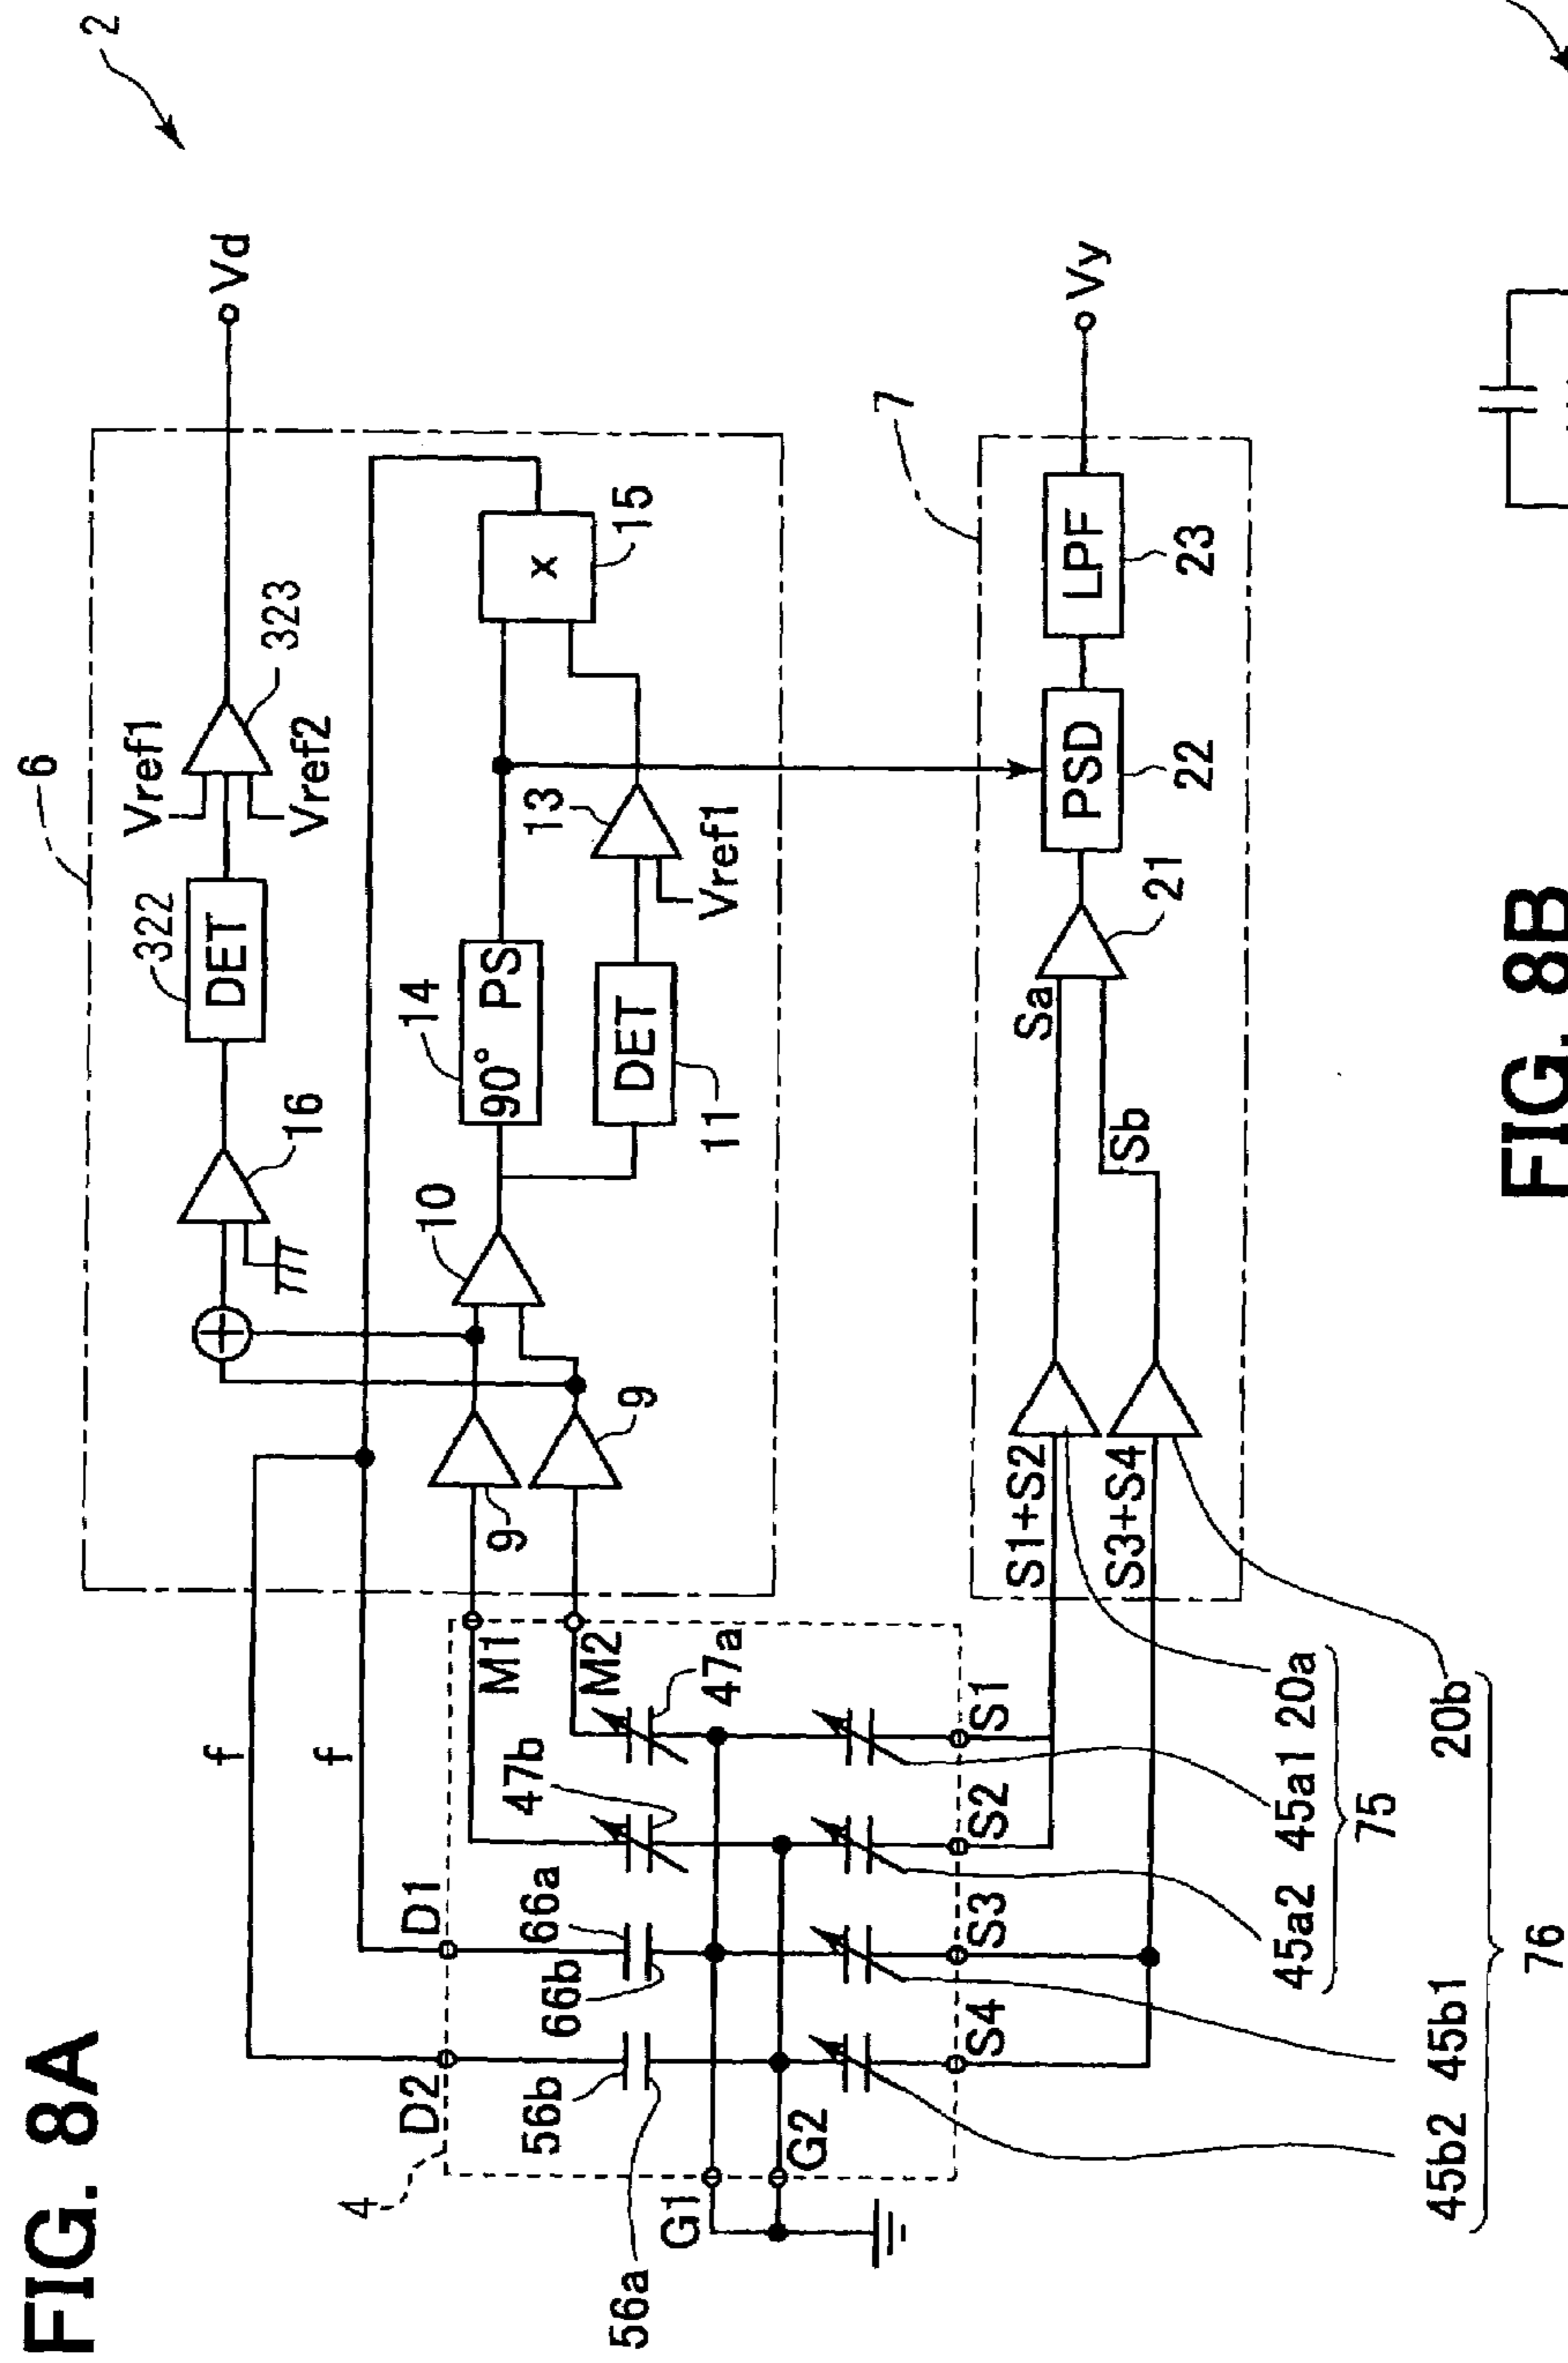 FIG. 8A
2
6
Vref1
Vref2
322
DET
323
Vd
16
14
90° PS
13
15
x
10
DET
11
Vref1
9
9
f
f
D2
D1
M1
M2
4
56b
56a
66b
66a
47b
47a
G1
G2
S4
S3
S2
S1
7
S1+S2
S3+S4
Sa
Sb
21
PSD
22
LPF
23
Vy
45a2 45a1 20a
75
45b2 45b1 20b
76
FIG. 8B